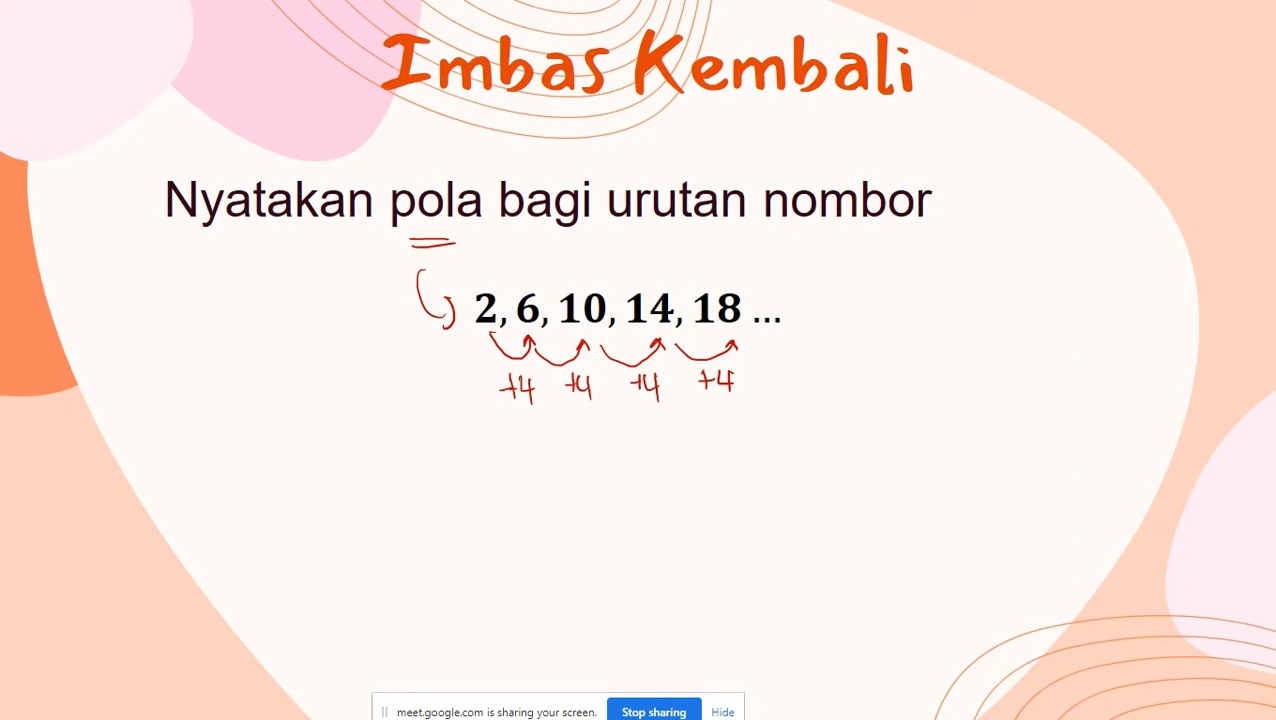 Imbas Kembali
Nyatakan pola bagi urutan nombor
2, 6, 10, 14, 18 ...
+4 +4 +4 +4
meet.google.com is sharing your screen. Stop sharing Hide